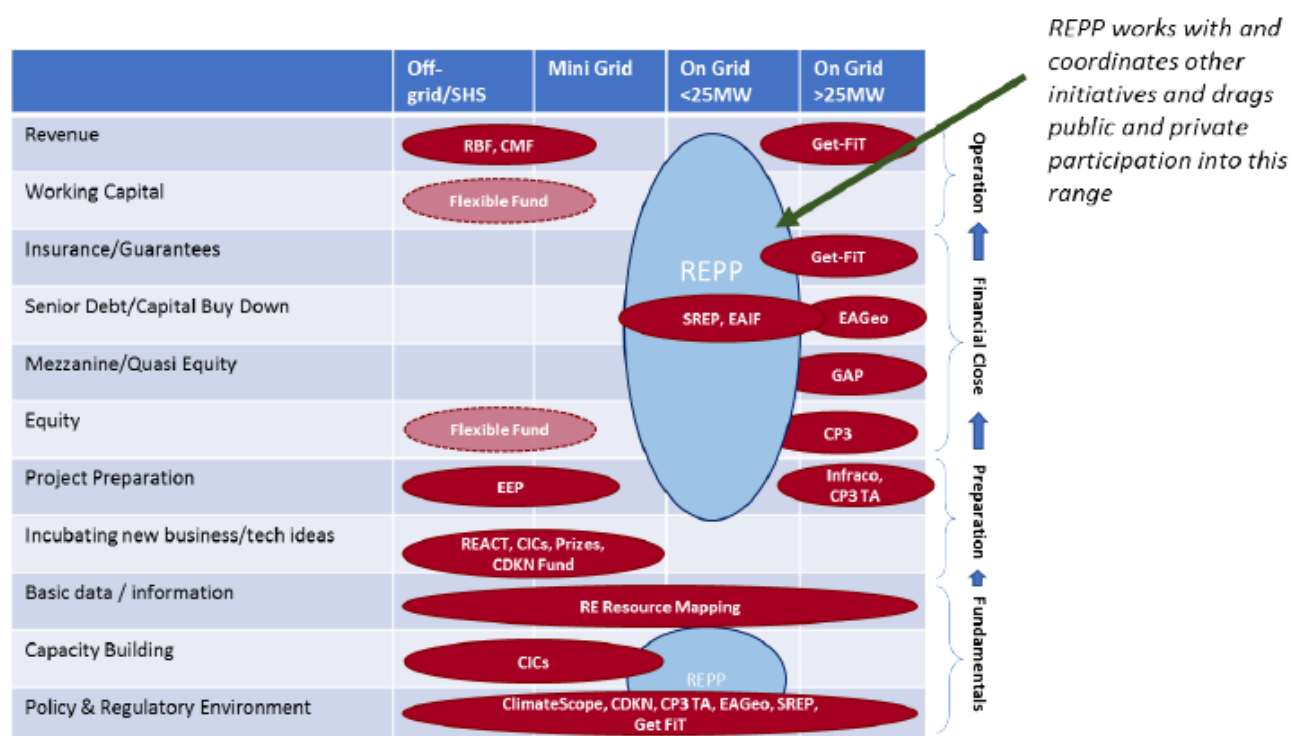 REPP works with and
coordinates other
initiatives and drags
public and private
participation into this
range
Off-
grid/SHS
Mini Grid
On Grid
<25MW
On Grid
>25MW
Revenue
RBF, CMF
Get-FiT
Working Capital
Flexible Fund
Operation
Insurance/Guarantees
REPP
Get-FiT
Senior Debt/Capital Buy Down
SREP, EAIF
EAGeo
Mezzanine/Quasi Equity
GAP
Financial Close
Equity
Flexible Fund
CP3
Project Preparation
EEP
Infraco,
CP3 TA
Preparation
Incubating new business/tech ideas
REACT, CICs, Prizes,
CDKN Fund
Basic data / information
RE Resource Mapping
Fundamentals
Capacity Building
CICs
REPP
Policy & Regulatory Environment
ClimateScope, CDKN, CP3 TA, EAGeo, SREP,
Get FiT